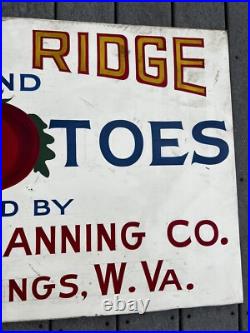 RIDGE
ND
TOES
D BY
ANNING CO.
NGS, W. VA.